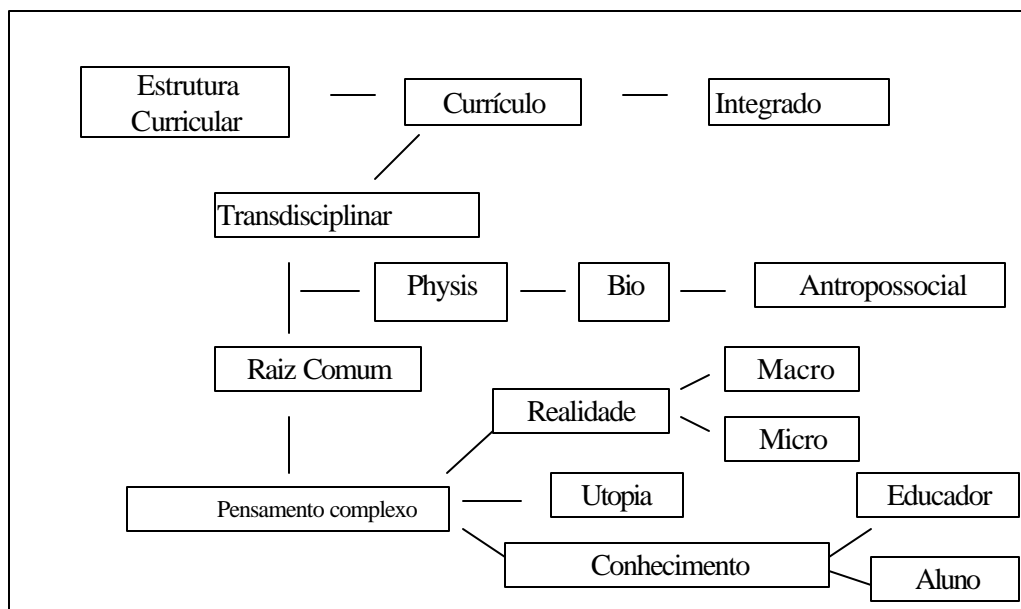 Estrutura
Curricular
Currículo
Integrado
Transdisciplinar
Physis
Bio
Antropossocial
Raiz Comum
Macro
Realidade
Micro
Utopia
Educador
Pensamento complexo
Conhecimento
Aluno